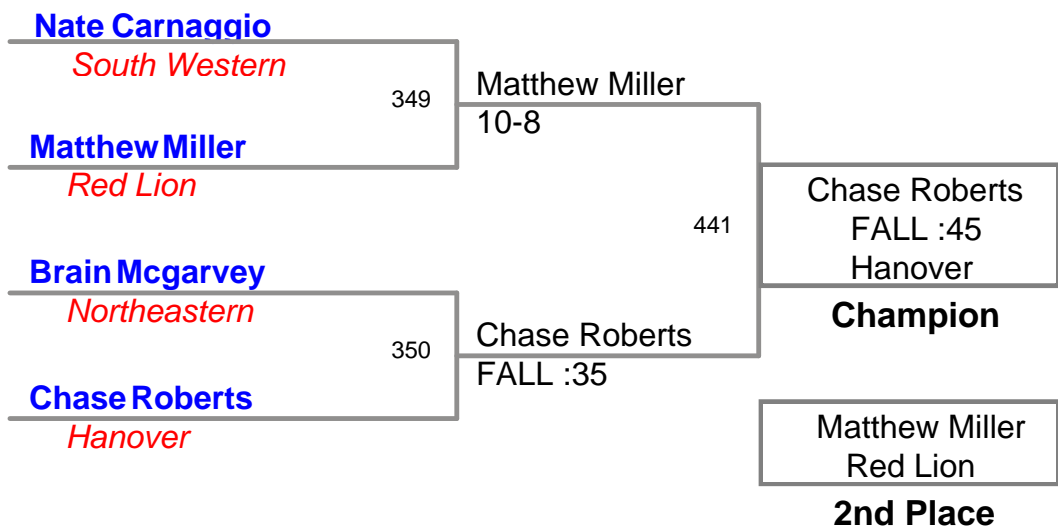 Nate Carnaggio
South Western
349
Matthew Miller
10-8
Matthew Miller
Red Lion
441
Chase Roberts
FALL :45
Hanover
Champion
Brain Mcgarvey
Northeastern
350
Chase Roberts
FALL :35
Chase Roberts
Hanover
Matthew Miller
Red Lion
2nd Place